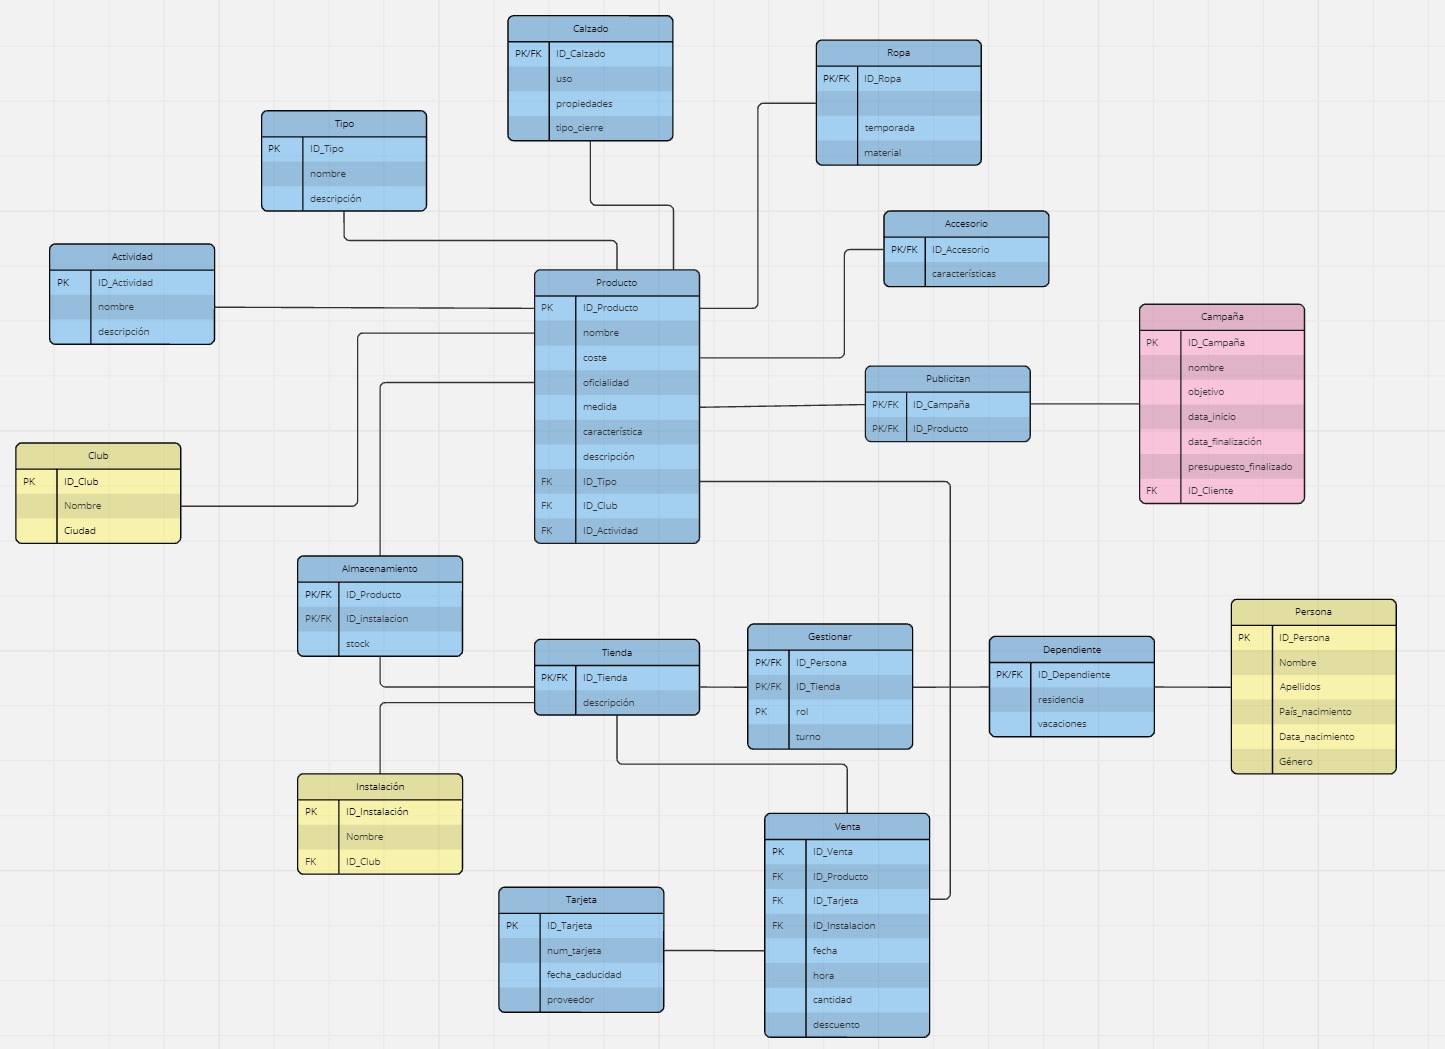 Calzado
PK/FK ID_Calzado
uso
propiedades
tipo_cierre
Ropa
PK/FK ID_Ropa
temporada
material
Tipo
PK ID_Tipo
nombre
descripción
Accesorio
PK/FK ID_Accesorio
características
Actividad
PK ID_Actividad
nombre
descripción
Producto
PK ID_Producto
nombre
coste
oficialidad
medida
característica
descripción
FK ID_Tipo
FK ID_Club
FK ID_Actividad
Campaña
PK ID_Campaña
nombre
objetivo
data_inicio
data_finalización
presupuesto_finalizado
FK ID_Cliente
Publicitan
PK/FK ID_Campaña
PK/FK ID_Producto
Club
PK ID_Club
Nombre
Ciudad
Almacenamiento
PK/FK ID_Producto
PK/FK ID_instalacion
stock
Tienda
PK/FK ID_Tienda
descripción
Gestionar
PK/FK ID_Persona
PK/FK ID_Tienda
PK rol
turno
Dependiente
PK/FK ID_Dependiente
residencia
vacaciones
Persona
PK ID_Persona
Nombre
Apellidos
País_nacimiento
Data_nacimiento
Género
Instalación
PK ID_Instalación
Nombre
FK ID_Club
Venta
PK ID_Venta
FK ID_Producto
FK ID_Tarjeta
FK ID_Instalacion
fecha
hora
cantidad
descuento
Tarjeta
PK ID_Tarjeta
num_tarjeta
fecha_caducidad
proveedor